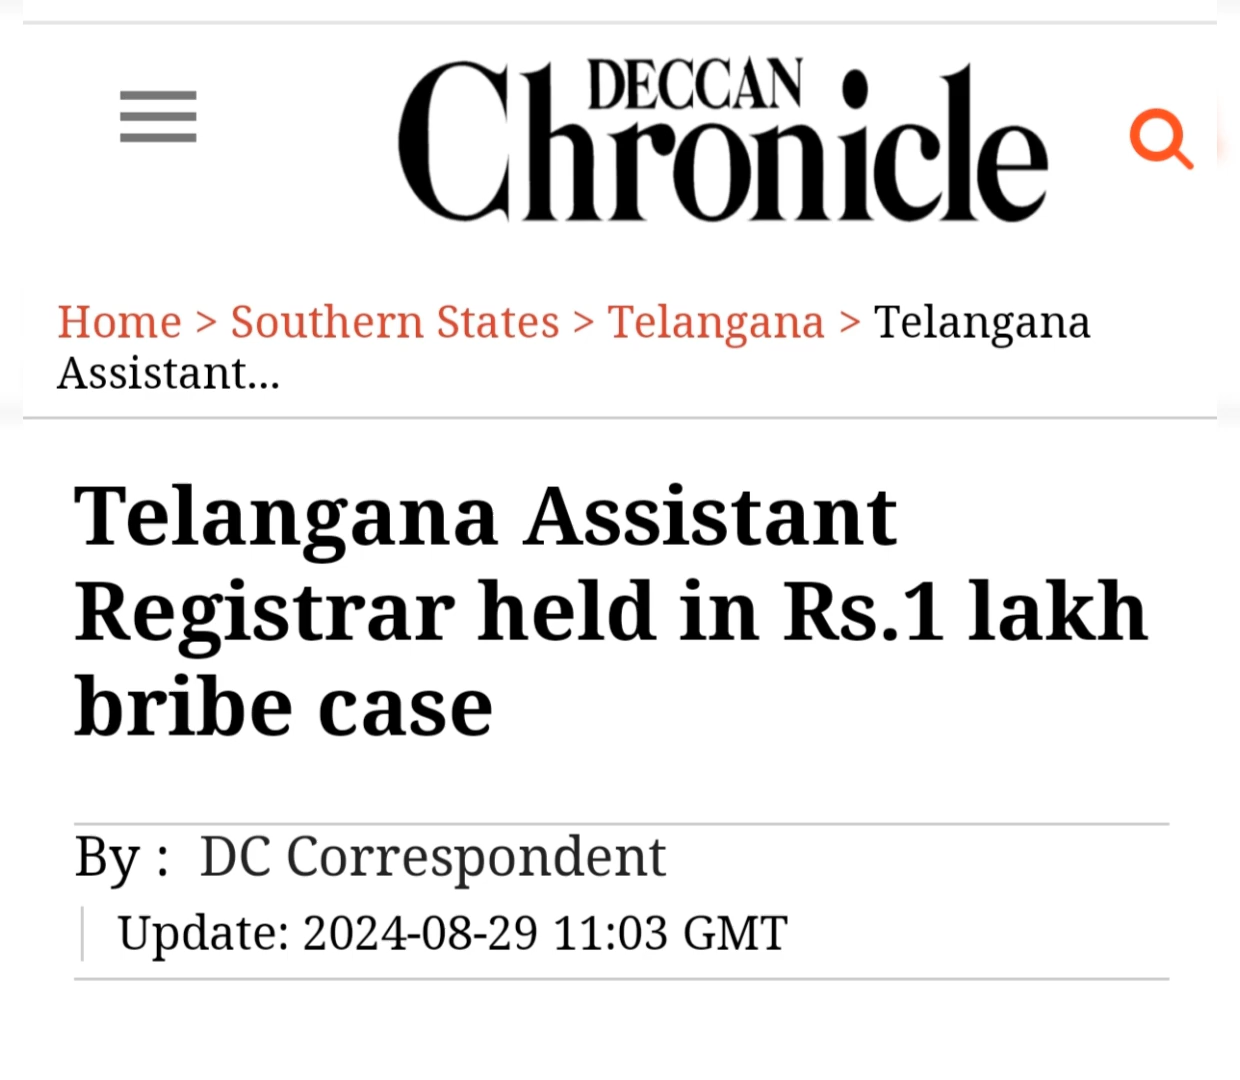 DECCAN
Chronicle
Home > Southern States > Telangana > Telangana
Assistant...
Telangana Assistant
Registrar held in Rs.1 lakh
bribe case
By : DC Correspondent
Update: 2024-08-29 11:03 GMT